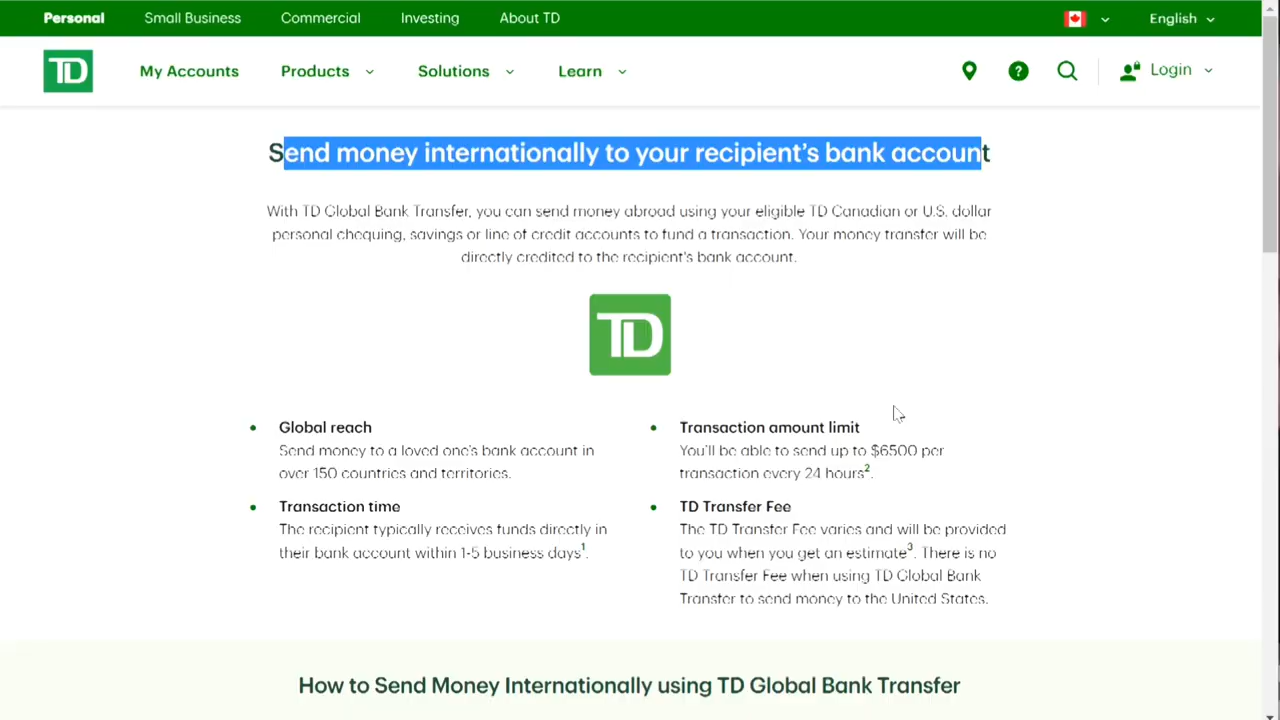 Personal Small Business Commercial Investing About TD English
TD My Accounts Products Solutions Learn ? Login
Send money internationally to your recipient's bank account
With TD Global Bank Transfer, you can send money abroad using your eligible TD Canadian or U.S. dollar
personal chequing, savings or line of credit accounts to fund a transaction. Your money transfer will be
directly credited to the recipient's bank account.
TD
• Global reach
Send money to a loved one's bank account in
over 150 countries and territories.
• Transaction time
The recipient typically receives funds directly in
their bank account within 1-5 business days1.
• Transaction amount limit
You'll be able to send up to $6500 per
transaction every 24 hours2.
• TD Transfer Fee
The TD Transfer Fee varies and will be provided
to you when you get an estimate3. There is no
TD Transfer Fee when using TD Global Bank
Transfer to send money to the United States.
How to Send Money Internationally using TD Global Bank Transfer